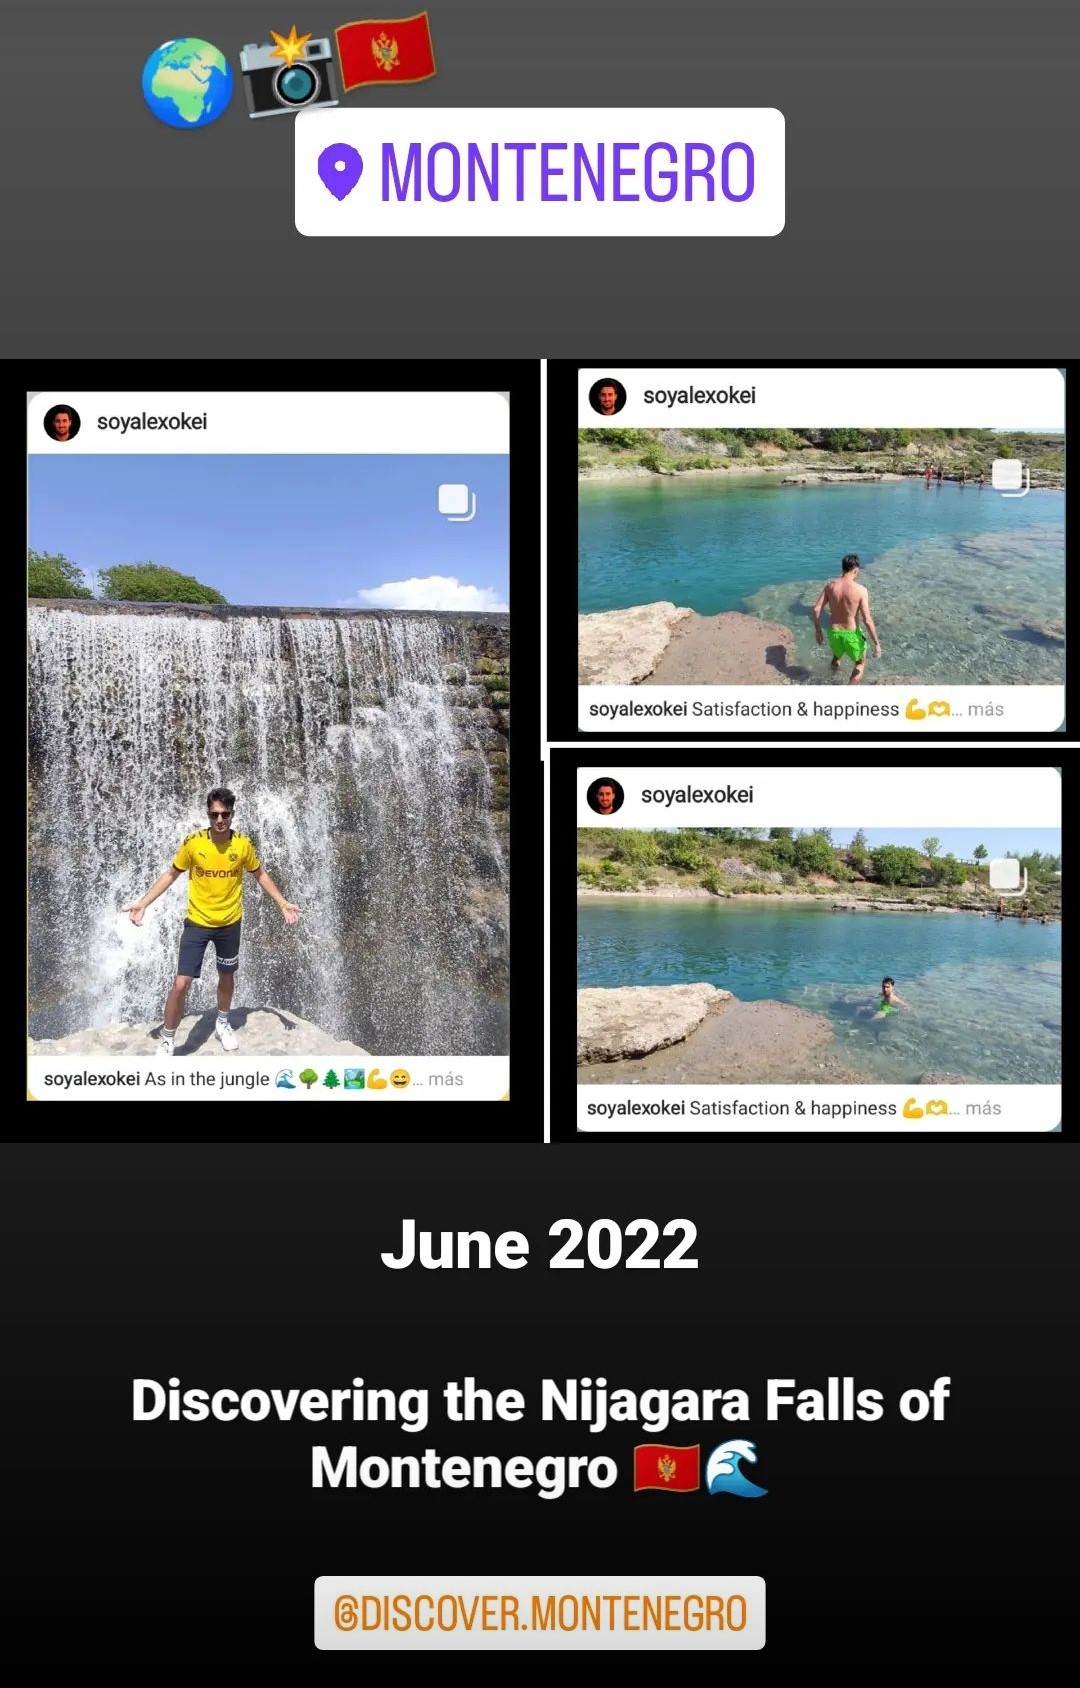 MONTENEGRO
soyalexokei
EVONI
soyalexokei As in the jungle 🌊🌳🌲🏞️💪😄... más
soyalexokei
soyalexokei Satisfaction & happiness 💪🫶... más
soyalexokei
soyalexokei Satisfaction & happiness 💪🫶... más
June 2022
Discovering the Nijagara Falls of
Montenegro 🇲🇪🌊
@DISCOVER.MONTENEGRO